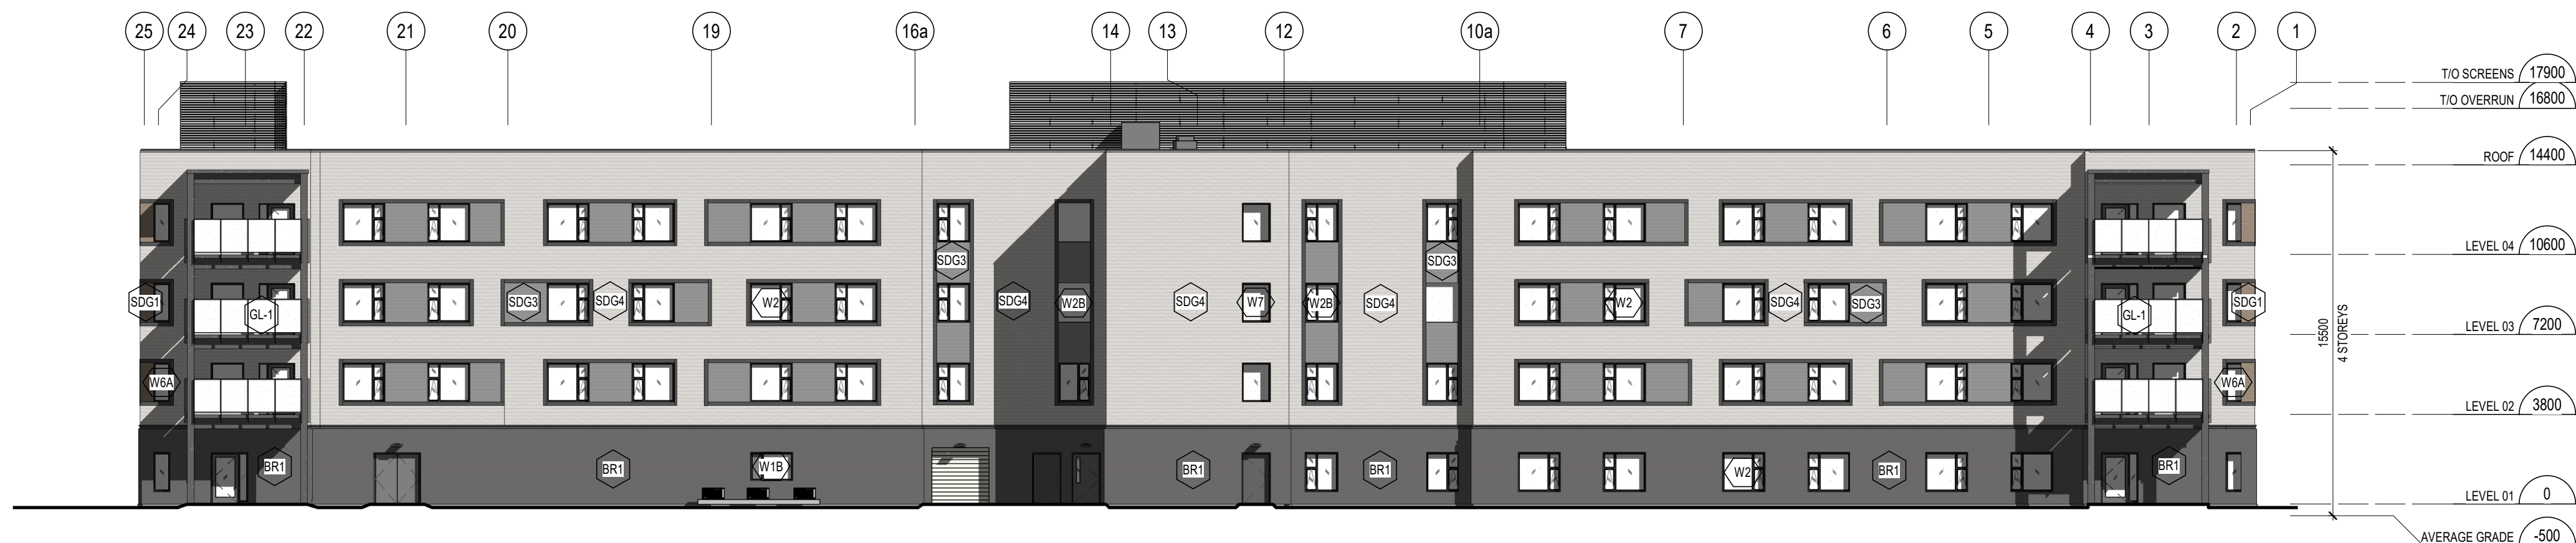 25 24 23 22 21 20 19 16a 14 13 12 10a 7 6 5 4 3 2 1
T/O SCREENS 17900
T/O OVERRUN 16800
ROOF 14400
LEVEL 04 10600
SDG3 SDG3
SDG1 GL-1 SDG3 SDG4 W2 SDG4 W2B SDG4 W7 W2B SDG4 W2 SDG4 SDG3 GL-1 SDG1
LEVEL 03 7200
15500
4 STOREYS
W6A W6A
LEVEL 02 3800
BR1 BR1 W1B BR1 BR1 W2 BR1 BR1
LEVEL 01 0
AVERAGE GRADE -500